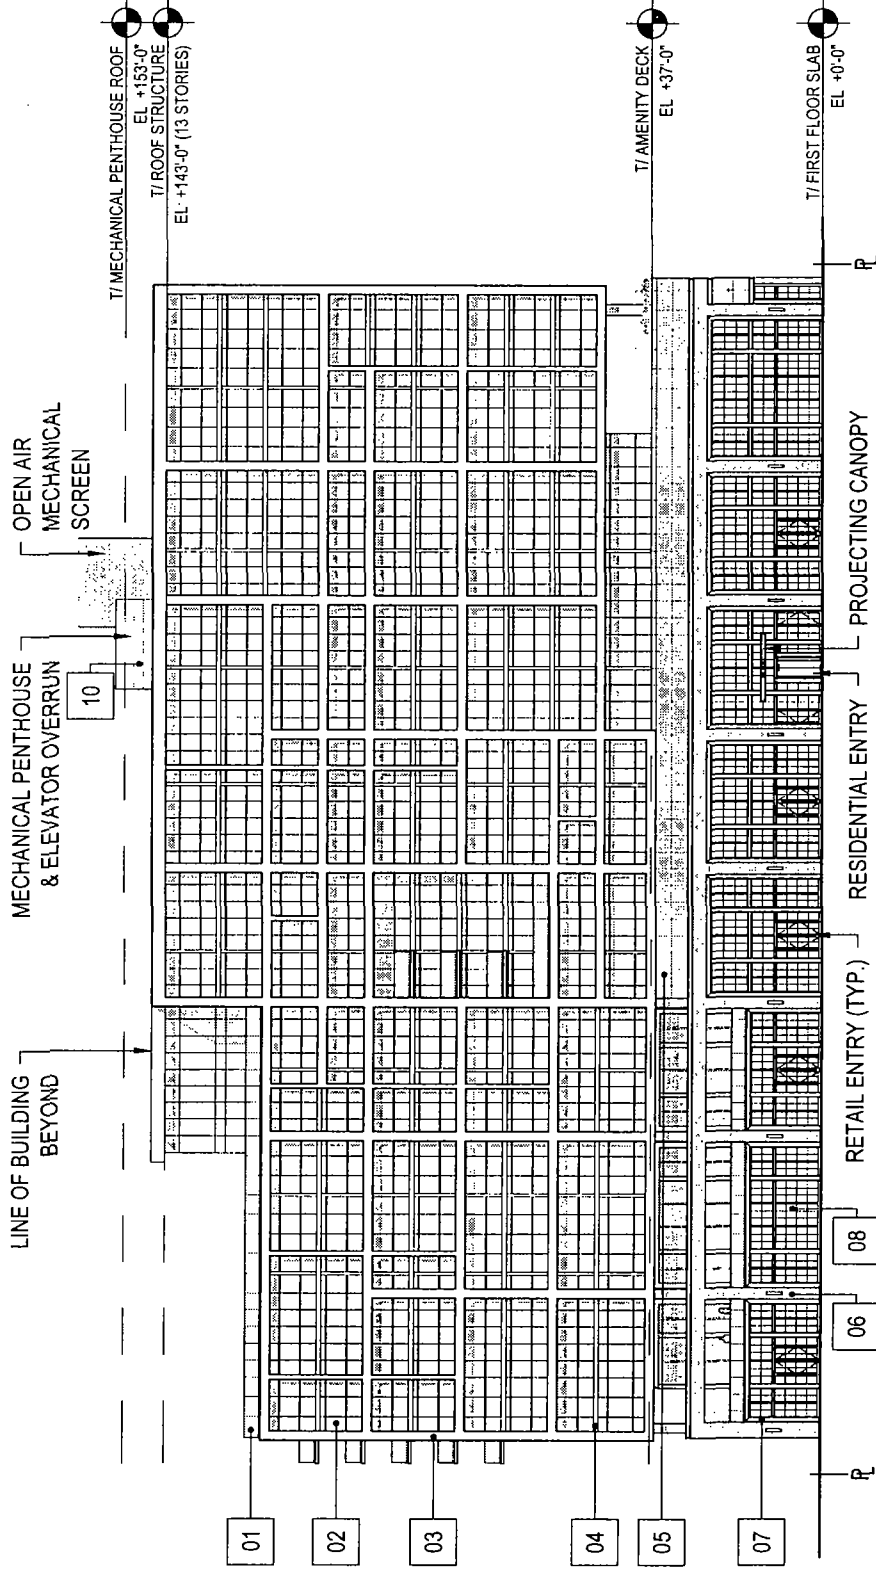 LINE OF BUILDING
BEYOND
MECHANICAL PENTHOUSE
& ELEVATOR OVERRUN
OPEN AIR
MECHANICAL
SCREEN
10
T/ MECHANICAL PENTHOUSE ROOF
EL +153'-0"
T/ ROOF STRUCTURE
EL +143'-0" (13 STORIES)
01
02
03
04
05
07
T/ AMENITY DECK
EL +37'-0"
T/ FIRST FLOOR SLAB
EL +0'-0"
PL
06
08
RETAIL ENTRY (TYP.)
RESIDENTIAL ENTRY
PROJECTING CANOPY
PL